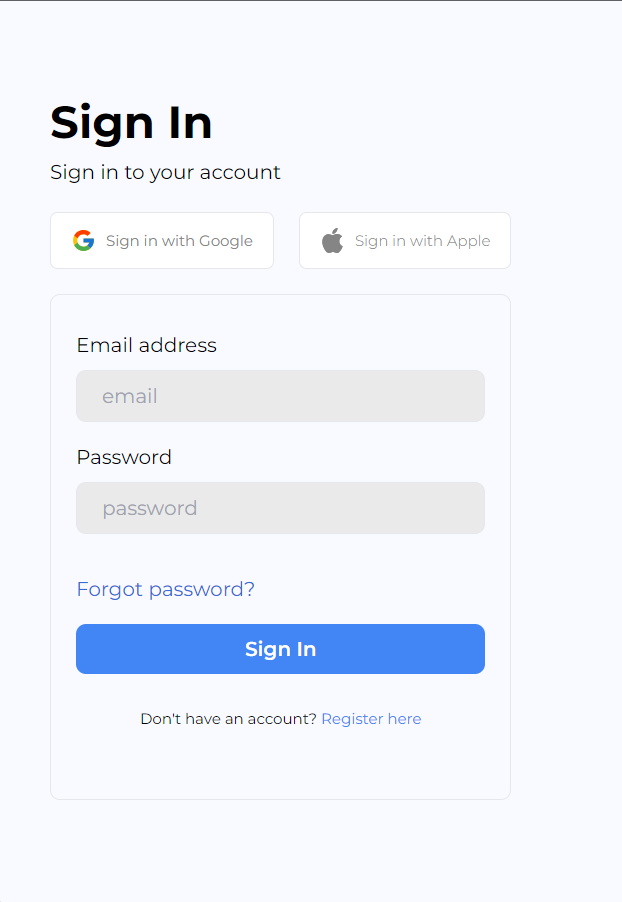 Sign In
Sign in to your account
Sign in with Google
Sign in with Apple
Email address
email
Password
password
Forgot password?
Sign In
Don't have an account? Register here